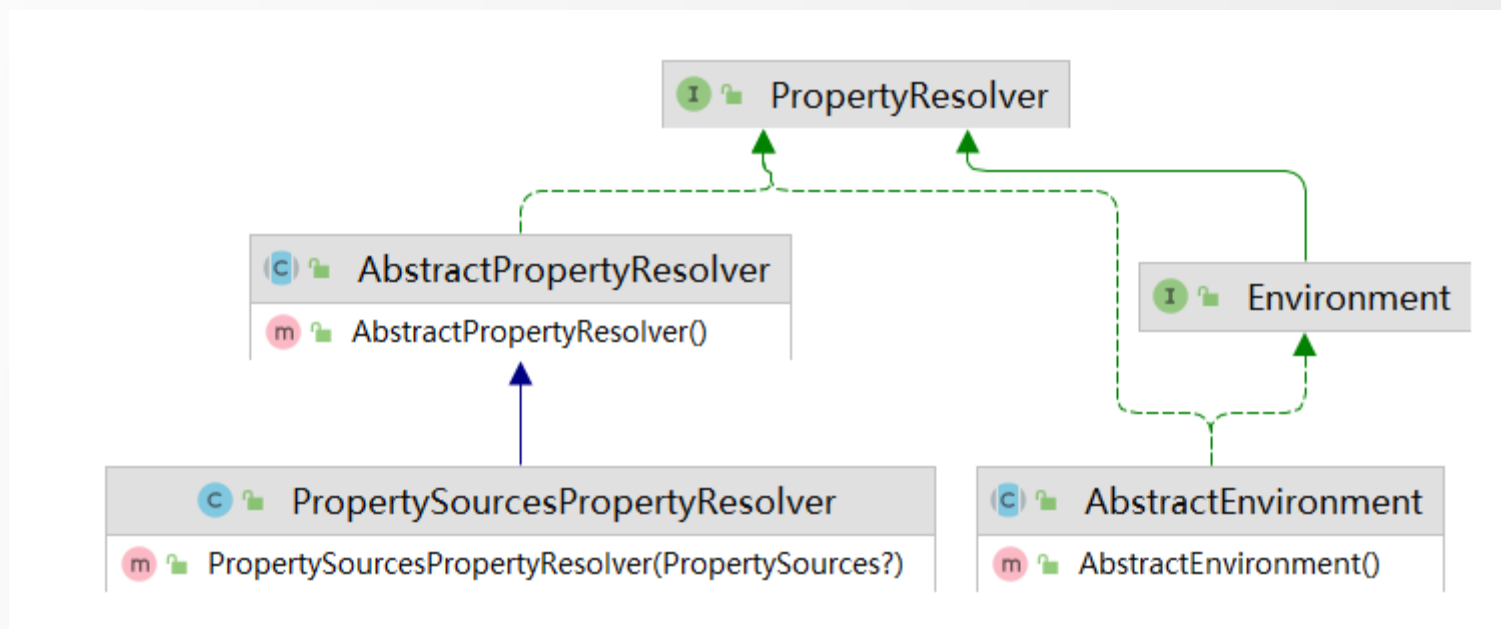 I PropertyResolver
C AbstractPropertyResolver
m AbstractPropertyResolver()
I Environment
C PropertySourcesPropertyResolver
m PropertySourcesPropertyResolver(PropertySources?)
C AbstractEnvironment
m AbstractEnvironment()